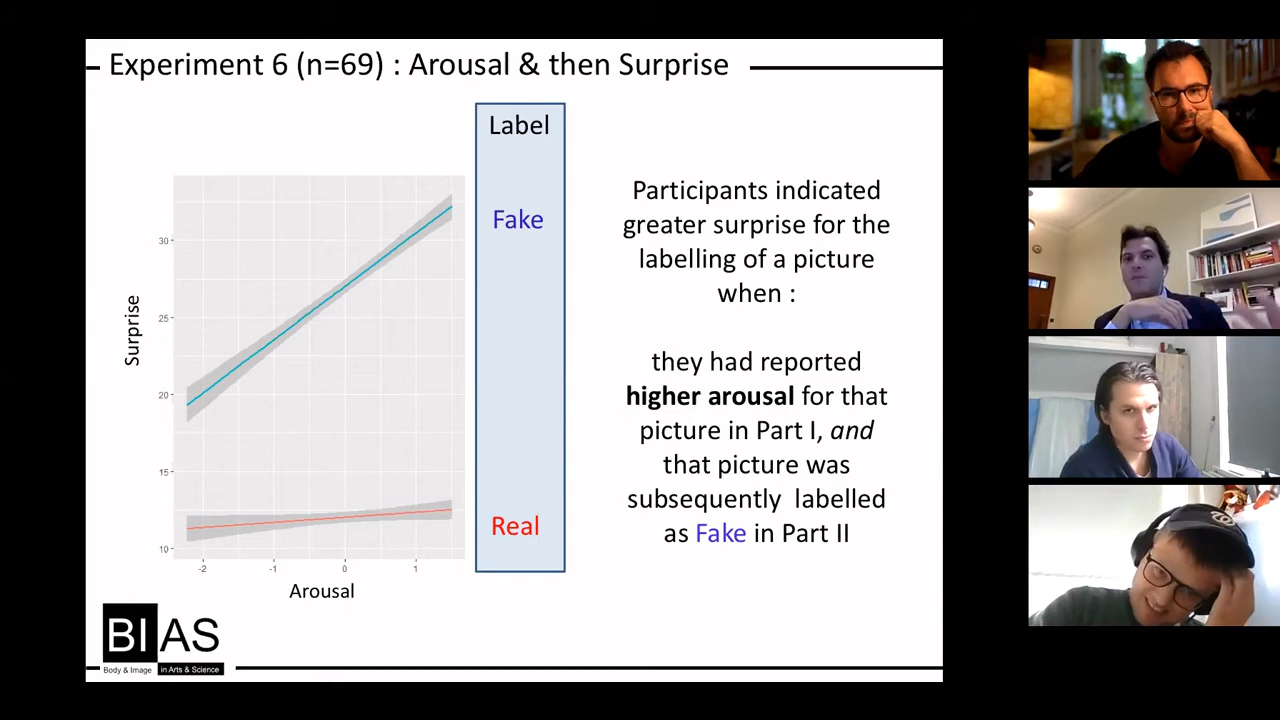 Experiment 6 (n=69) : Arousal & then Surprise
Label
Fake
Real
Surprise
30
25
20
15
10
-2 -1 0 1
Arousal
Participants indicated
greater surprise for the
labelling of a picture
when :
they had reported
higher arousal for that
picture in Part I, and
that picture was
subsequently labelled
as Fake in Part II
BIAS
Body & Image in Arts & Science